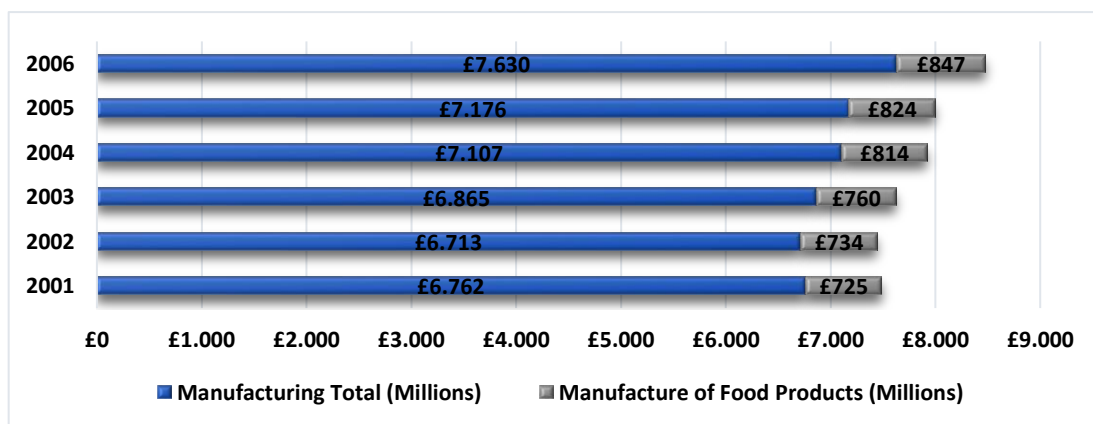 2006 £7.630 £847
2005 £7.176 £824
2004 £7.107 £814
2003 £6.865 £760
2002 £6.713 £734
2001 £6.762 £725
£0 £1.000 £2.000 £3.000 £4.000 £5.000 £6.000 £7.000 £8.000 £9.000
Manufacturing Total (Millions) Manufacture of Food Products (Millions)